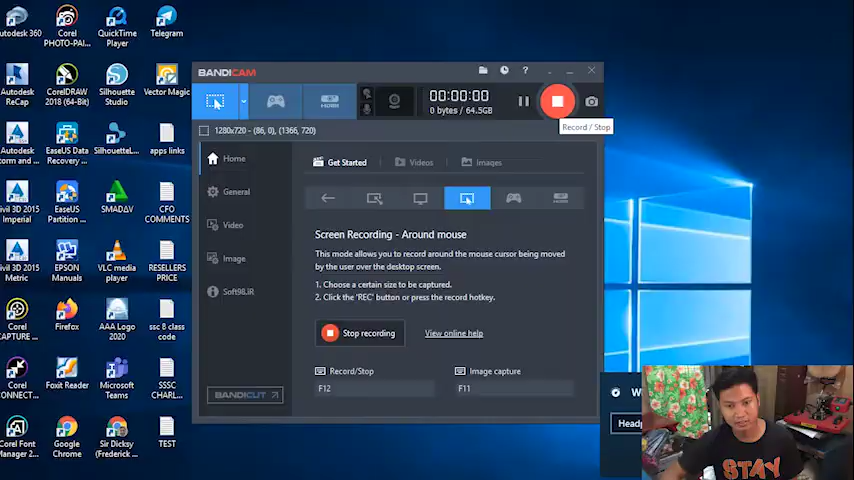 Autodesk 360
Corel
PHOTO-PAI...
QuickTime
Player
Telegram
Autodesk
ReCap
CorelDRAW
2018 (64-Bit)
Silhouette
Studio
Vector Magic
Autodesk
torm and ...
EaseUS Data
Recovery ...
SilhouetteL...
apps links
ivil 3D 2015
Imperial
EaseUS
Partition ...
SMADAV
CFO
COMMENTS
ivil 3D 2015
Metric
EPSON
Manuals
VLC media
player
RESELLERS
PRICE
Corel
CAPTURE ...
Firefox
AAA Logo
2020
ssc 8 class
code
Corel
CONNECT...
Foxit Reader
Microsoft
Teams
SSSC
CHARL...
Corel Font
Manager 2...
Google
Chrome
Sir Dicksy
(Frederick ...
TEST
BANDICAM
?
HDMI
00:00:00
0 bytes / 64.5GB
Record / Stop
1280x720 - (86, 0), (1366, 720)
Home
General
Video
Image
Soft98.iR
BANDICUT
Get Started
Videos
Images
HDMI
Screen Recording - Around mouse
This mode allows you to record around the mouse cursor being moved
by the user over the desktop screen.
1. Choose a certain size to be captured.
2. Click the 'REC' button or press the record hotkey.
Stop recording
View online help
Record/Stop
F12
Image capture
F11
W
Headp
STAY